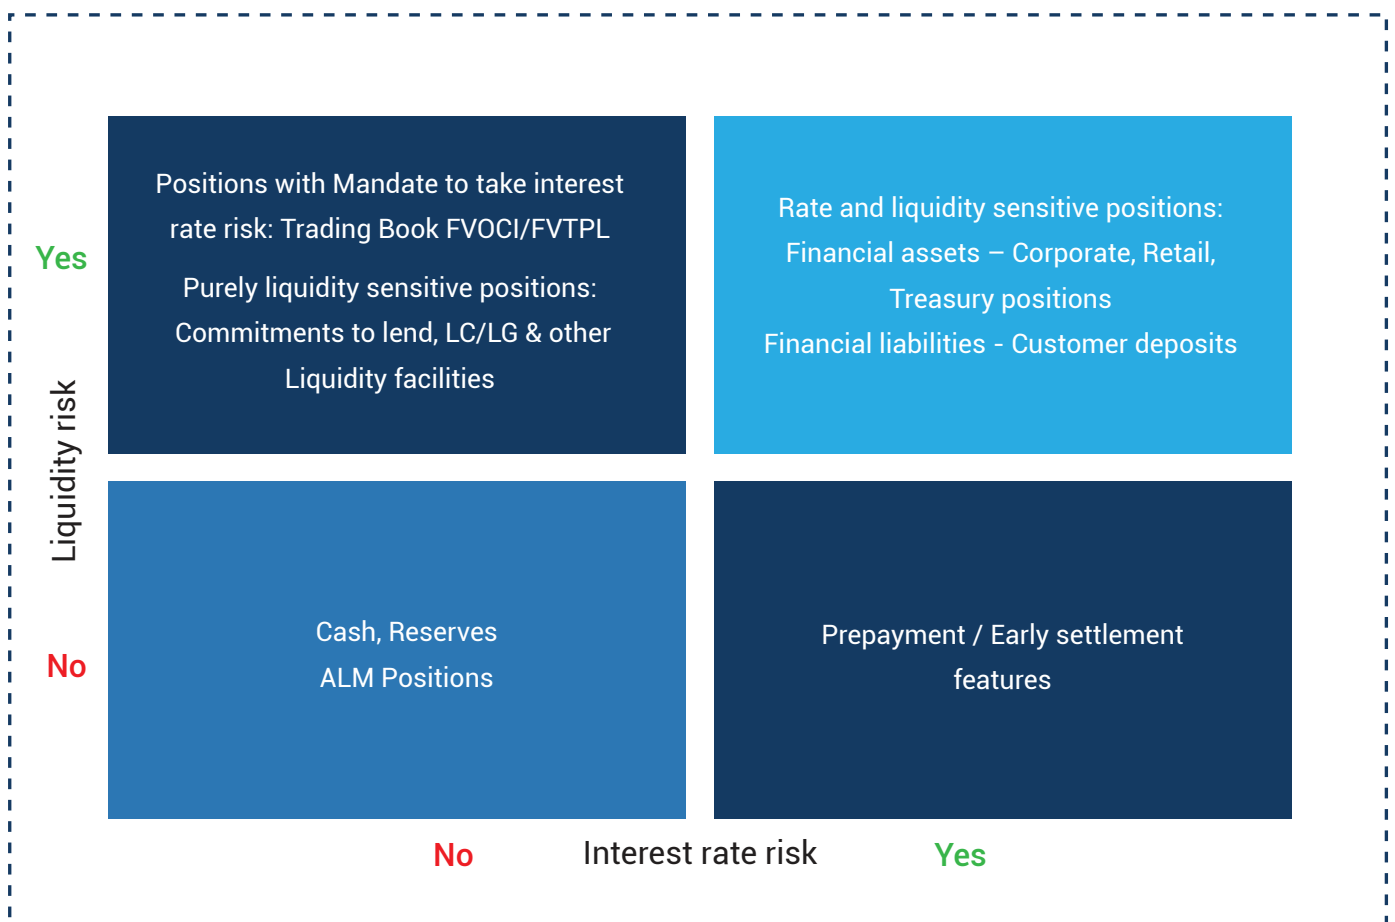 Positions with Mandate to take interest
rate risk: Trading Book FVOCI/FVTPL
Purely liquidity sensitive positions:
Commitments to lend, LC/LG & other
Liquidity facilities
Rate and liquidity sensitive positions:
Financial assets – Corporate, Retail,
Treasury positions
Financial liabilities - Customer deposits
Yes
Liquidity risk
No
Cash, Reserves
ALM Positions
Prepayment / Early settlement
features
No
Interest rate risk
Yes